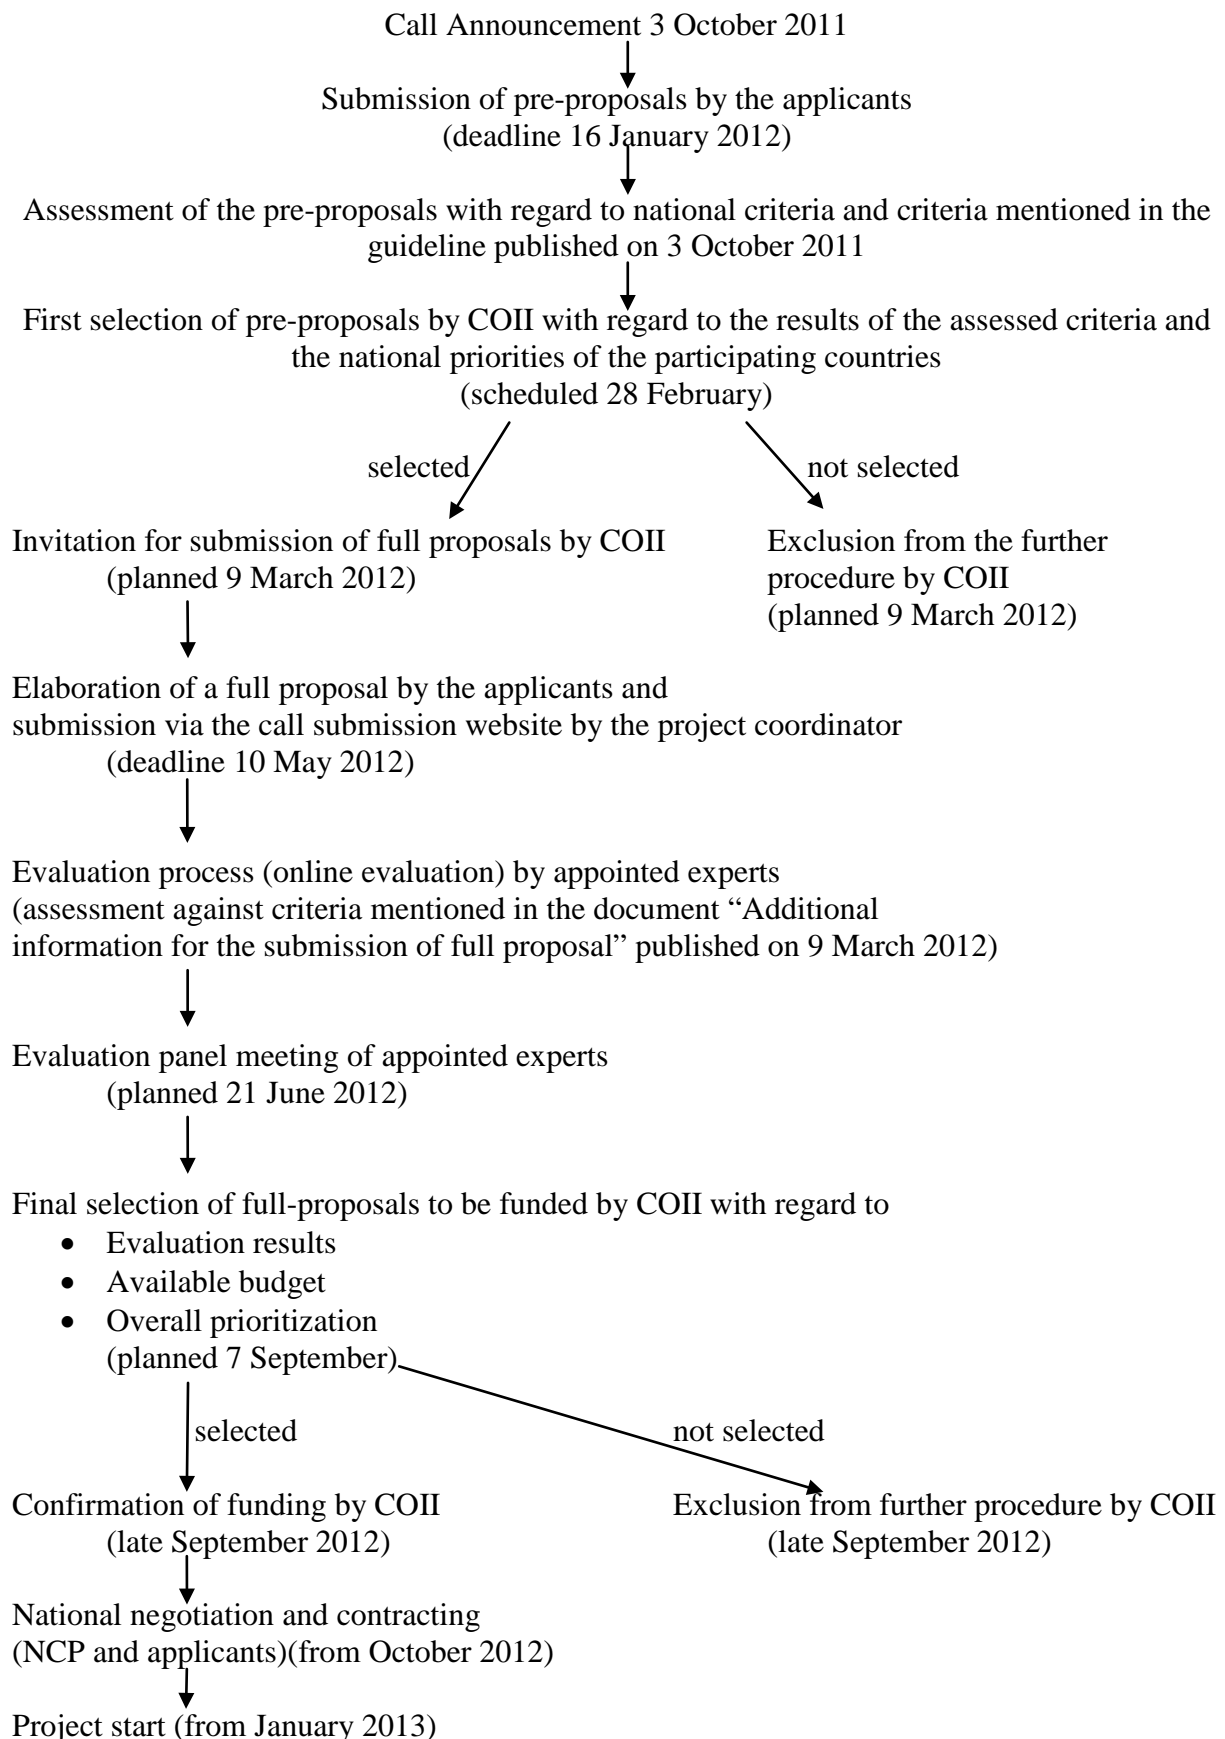 Call Announcement 3 October 2011
Submission of pre-proposals by the applicants
(deadline 16 January 2012)
Assessment of the pre-proposals with regard to national criteria and criteria mentioned in the
guideline published on 3 October 2011
First selection of pre-proposals by COII with regard to the results of the assessed criteria and
the national priorities of the participating countries
(scheduled 28 February)
selected
not selected
Invitation for submission of full proposals by COII
(planned 9 March 2012)
Exclusion from the further
procedure by COII
(planned 9 March 2012)
Elaboration of a full proposal by the applicants and
submission via the call submission website by the project coordinator
(deadline 10 May 2012)
Evaluation process (online evaluation) by appointed experts
(assessment against criteria mentioned in the document “Additional
information for the submission of full proposal” published on 9 March 2012)
Evaluation panel meeting of appointed experts
(planned 21 June 2012)
Final selection of full-proposals to be funded by COII with regard to
• Evaluation results
• Available budget
• Overall prioritization
(planned 7 September)
selected
not selected
Confirmation of funding by COII
(late September 2012)
Exclusion from further procedure by COII
(late September 2012)
National negotiation and contracting
(NCP and applicants)(from October 2012)
Project start (from January 2013)